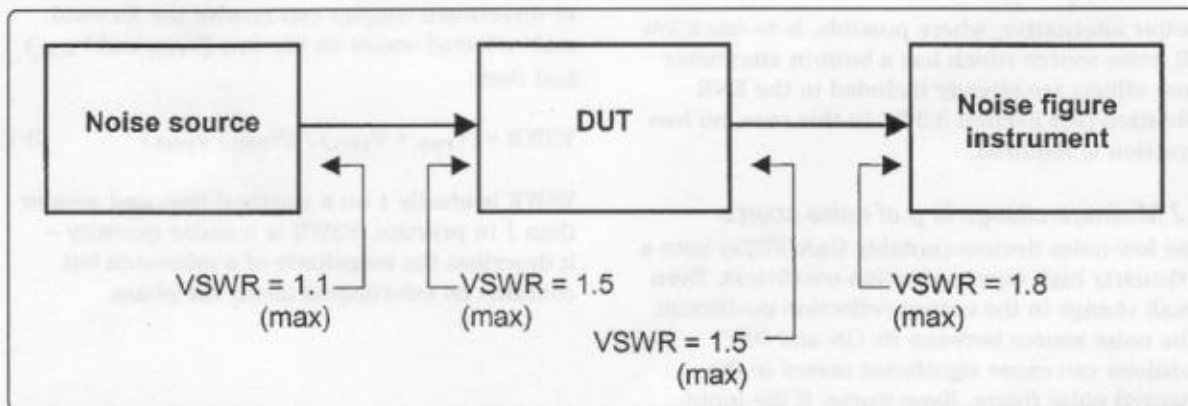 Noise source
DUT
Noise figure
instrument
VSWR = 1.1
(max)
VSWR = 1.5
(max)
VSWR = 1.5
(max)
VSWR = 1.8
(max)